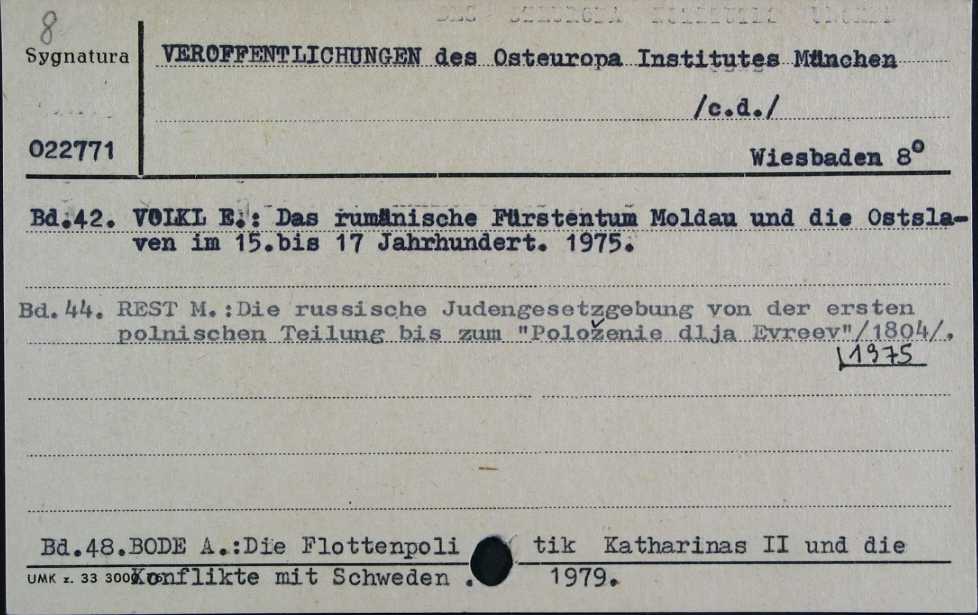 8
Sygnatura
VEROFFENTLICHUNGEN des Osteuropa Institutes München
/c.d./
022771
Wiesbaden 8°
Bd.42. VOIKL E.: Das rumänische Fürstentum Moldau und die Ostsla-
ven im 15.bis 17 Jahrhundert. 1975.
Bd.44. REST M.:Die russische Judengesetzgebung von der ersten
polnischen Teilung bis zum "Položenie dlja Evreev"/1804/.
1975
Bd.48.BODE A.:Die Flottenpoli tik Katharinas II und die
UMK z. 33 300 Konflikte mit Schweden . 1979.